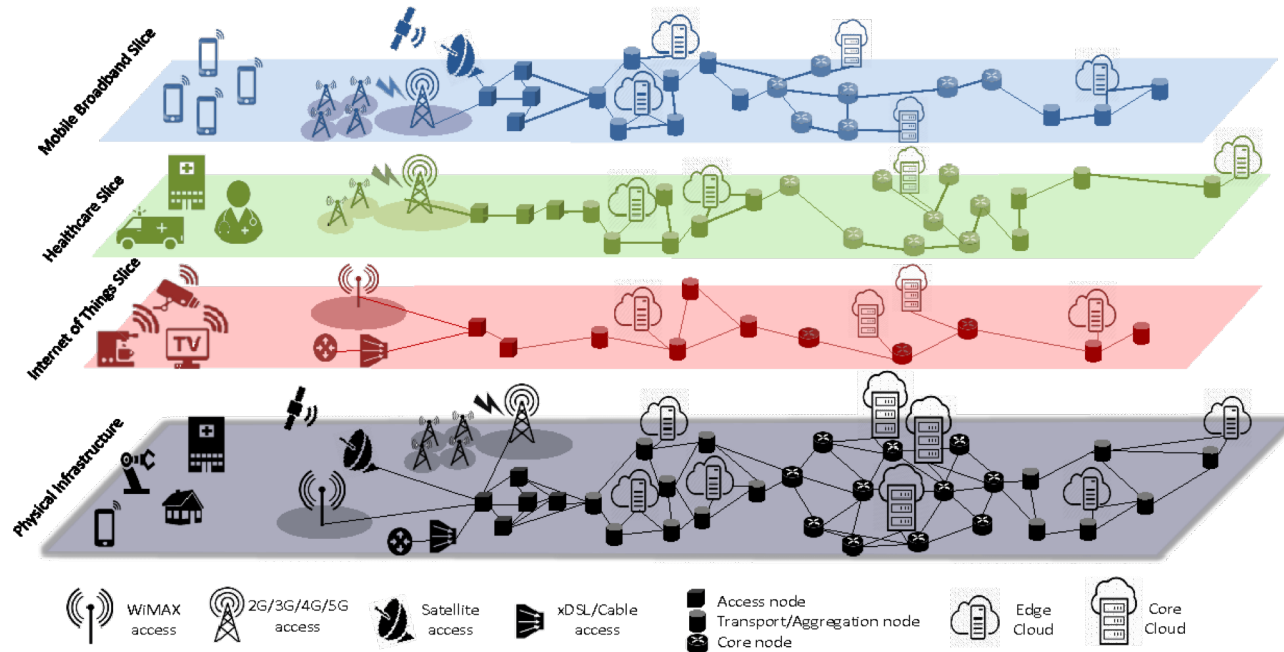 Mobile Broadband Slice
Healthcare Slice
Internet of Things Slice
TV
Physical Infrastructure
WiMAX
access
2G/3G/4G/5G
access
Satellite
access
xDSL/Cable
access
Access node
Transport/Aggregation node
Core node
Edge
Cloud
Core
Cloud